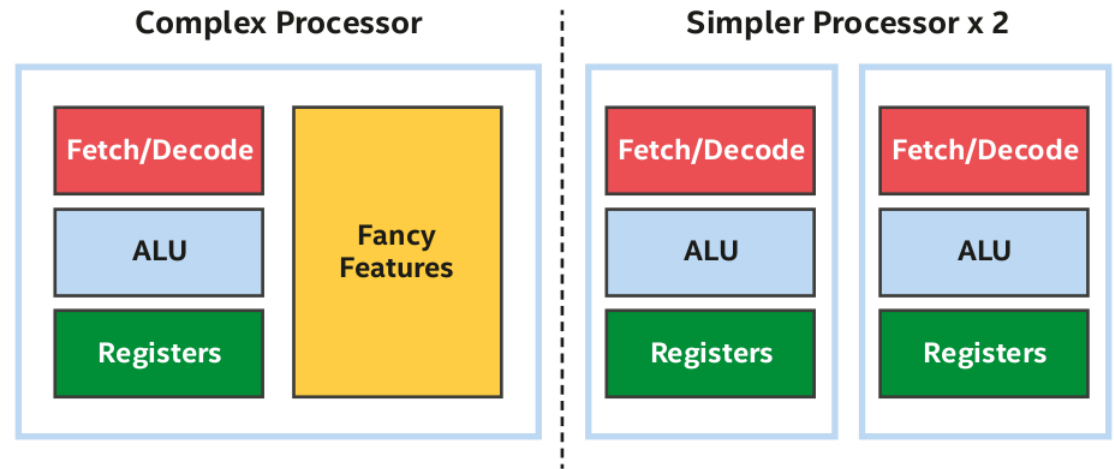 Complex Processor
Simpler Processor x 2
Fetch/Decode
ALU
Registers
Fancy
Features
Fetch/Decode
ALU
Registers
Fetch/Decode
ALU
Registers